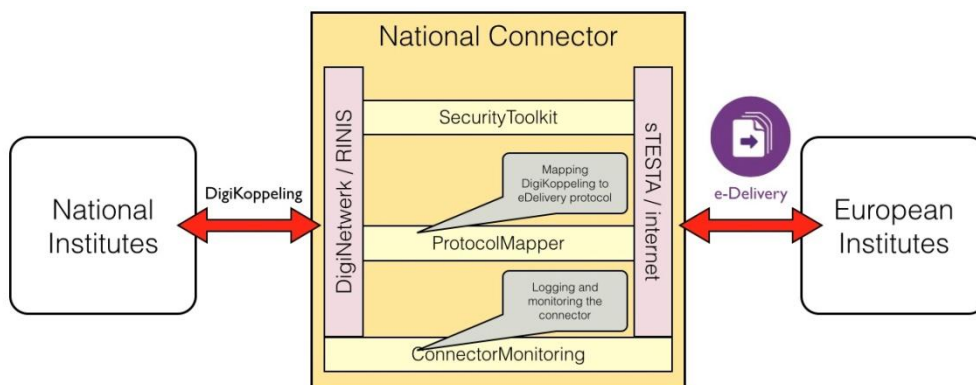 National Connector
National
Institutes
DigiKoppeling
DigiNetwerk / RINIS
SecurityToolkit
Mapping
DigiKoppeling to
eDelivery protocol
ProtocolMapper
Logging and
monitoring the
connector
ConnectorMonitoring
sTESTA / internet
e-Delivery
European
Institutes